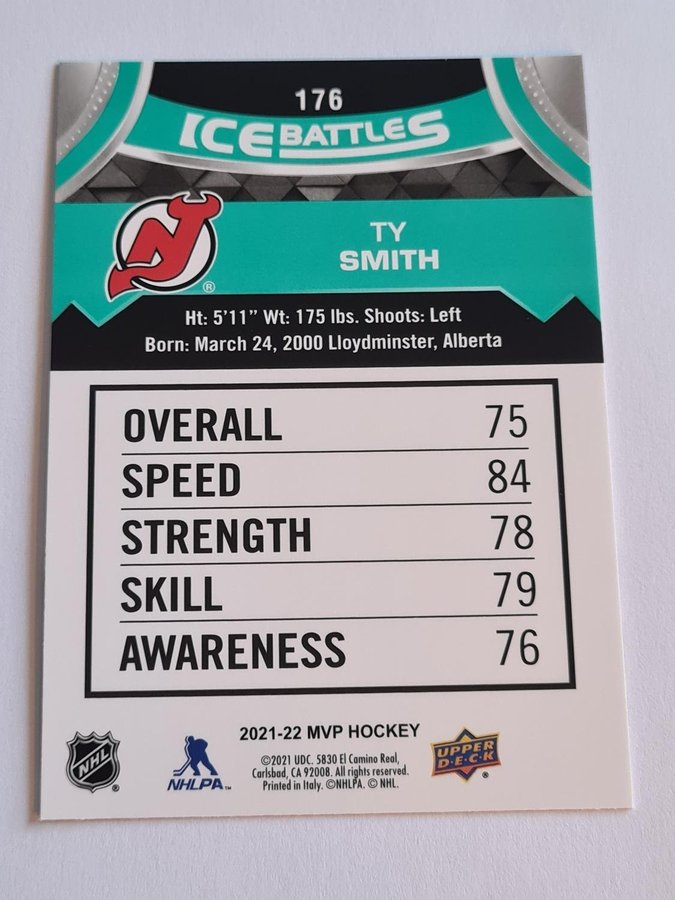 176
ICE BATTLES
TY
SMITH
®
Ht: 5'11" Wt: 175 lbs. Shoots: Left
Born: March 24, 2000 Lloydminster, Alberta
OVERALL 75
SPEED 84
STRENGTH 78
SKILL 79
AWARENESS 76
2021-22 MVP HOCKEY
©2021 UDC. 5830 El Camino Real,
Carlsbad, CA 92008. All rights reserved.
Printed in Italy. ©NHLPA. © NHL.
NHL ®
NHLPA™
UPPER
D·E·C·K ®